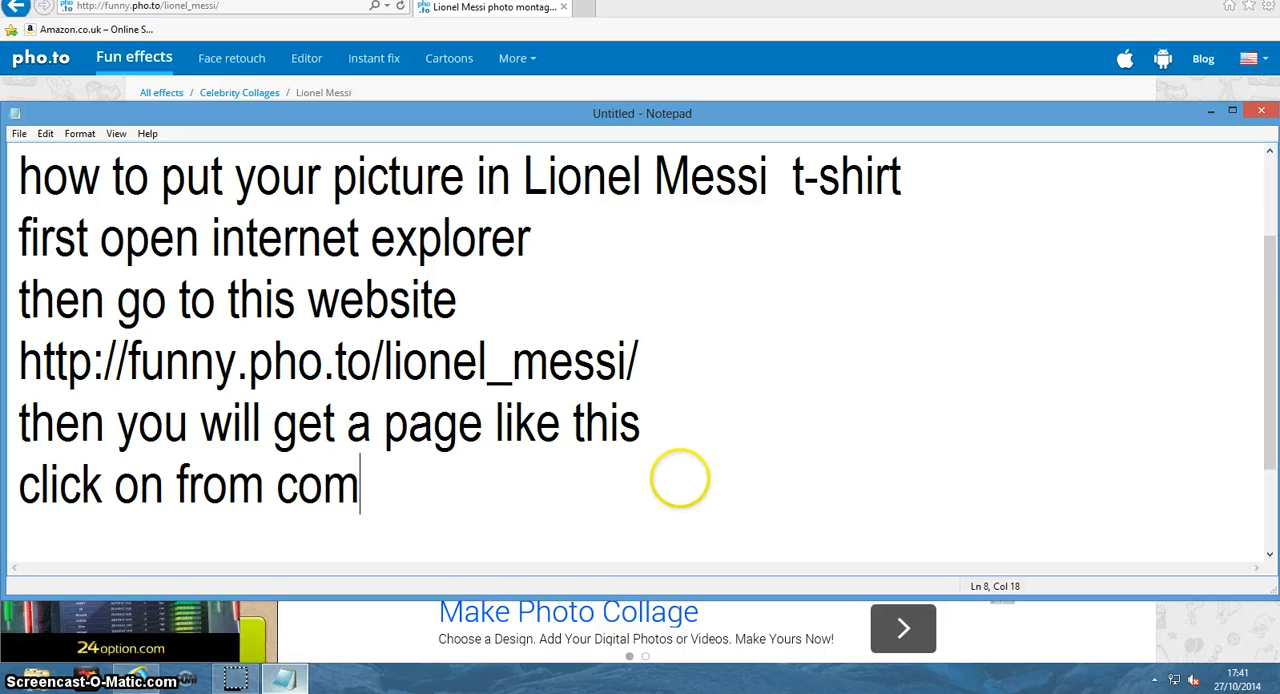 http://funny.pho.to/lionel_messi/
Lionel Messi photo montag...
Amazon.co.uk – Online S...
pho.to Fun effects Face retouch Editor Instant fix Cartoons More Blog
All effects / Celebrity Collages / Lionel Messi
Untitled - Notepad
File Edit Format View Help
how to put your picture in Lionel Messi t-shirt
first open internet explorer
then go to this website
http://funny.pho.to/lionel_messi/
then you will get a page like this
click on from com
Ln 8, Col 18
Make Photo Collage
Choose a Design. Add Your Digital Photos or Videos. Make Yours Now!
24option.com
Screencast-O-Matic.com
17:41
27/10/2014